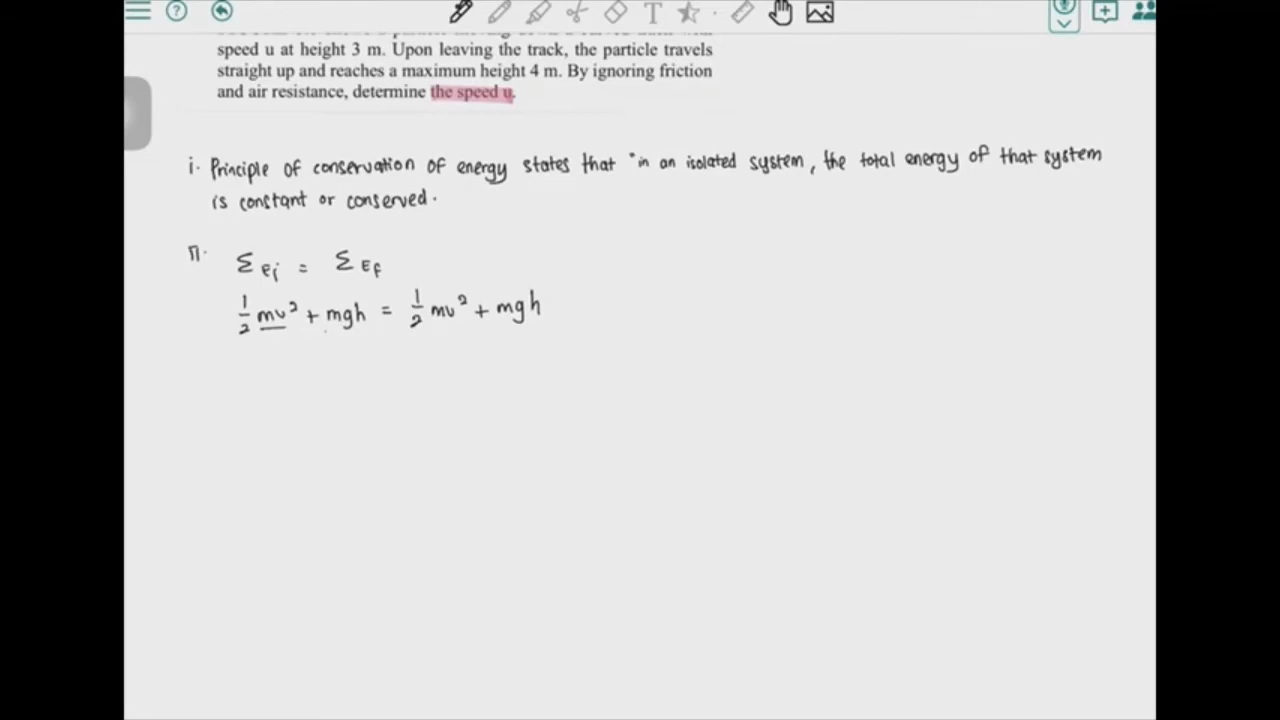 speed u at height 3 m. Upon leaving the track, the particle travels
straight up and reaches a maximum height 4 m. By ignoring friction
and air resistance, determine the speed u.
i. Principle of conservation of energy states that "in an isolated system, the total energy of that system
is constant or conserved.
ii. Σ Ei = Σ Ef
1/2 mu² + mgh = 1/2 mv² + mgh